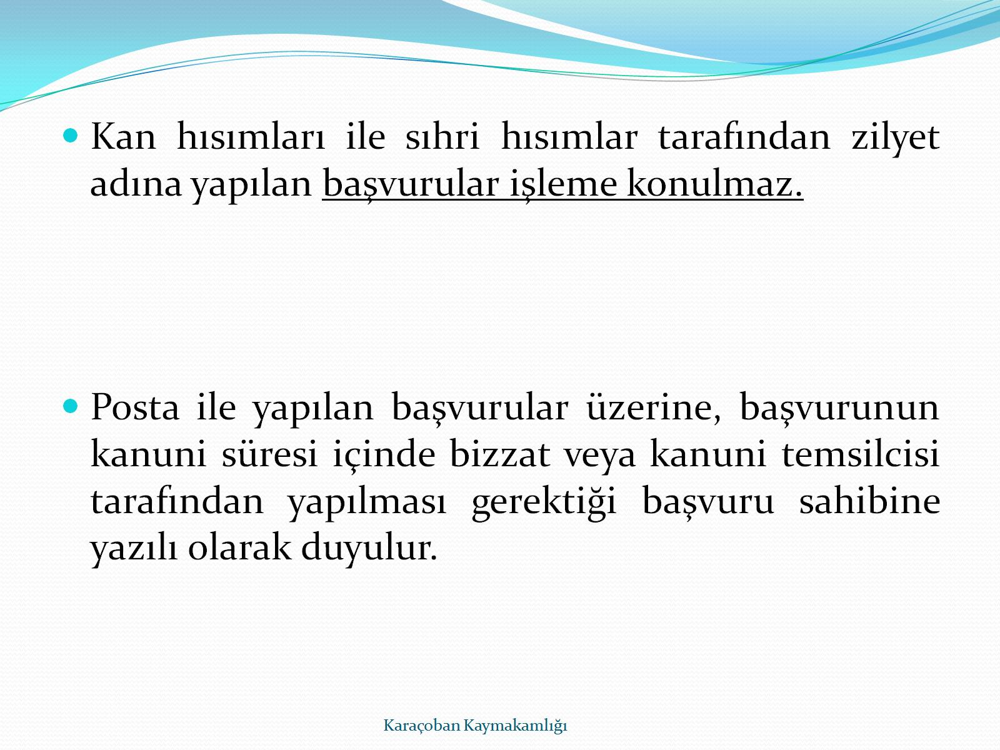 Kan hısımları ile sıhri hısımlar tarafından zilyet
adına yapılan başvurular işleme konulmaz.
Posta ile yapılan başvurular üzerine, başvurunun
kanuni süresi içinde bizzat veya kanuni temsilcisi
tarafından yapılması gerektiği başvuru sahibine
yazılı olarak duyulur.
Karaçoban Kaymakamlığı